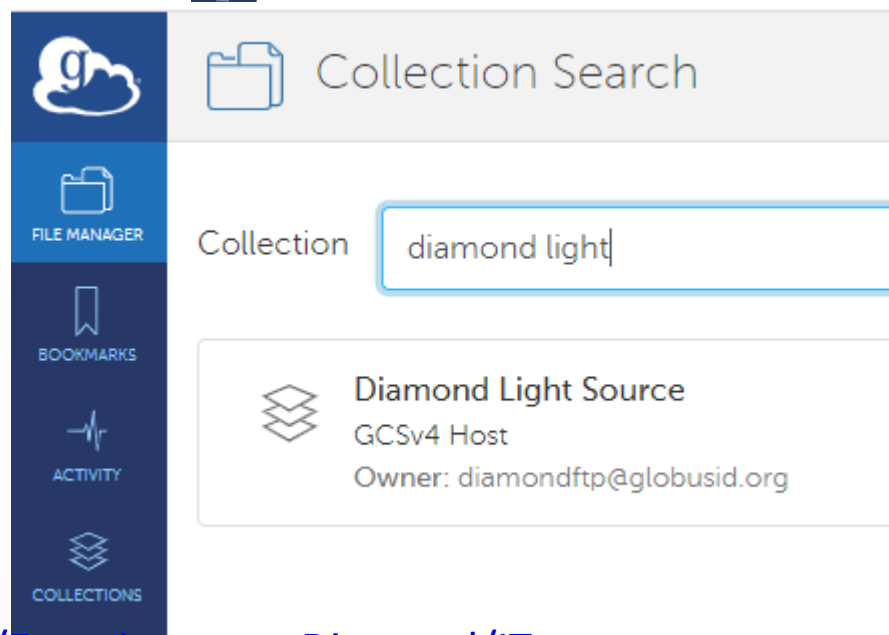 g
Collection Search
FILE MANAGER
Collection
diamond light
BOOKMARKS
Diamond Light Source
GCSv4 Host
Owner: diamondftp@globusid.org
ACTIVITY
COLLECTIONS